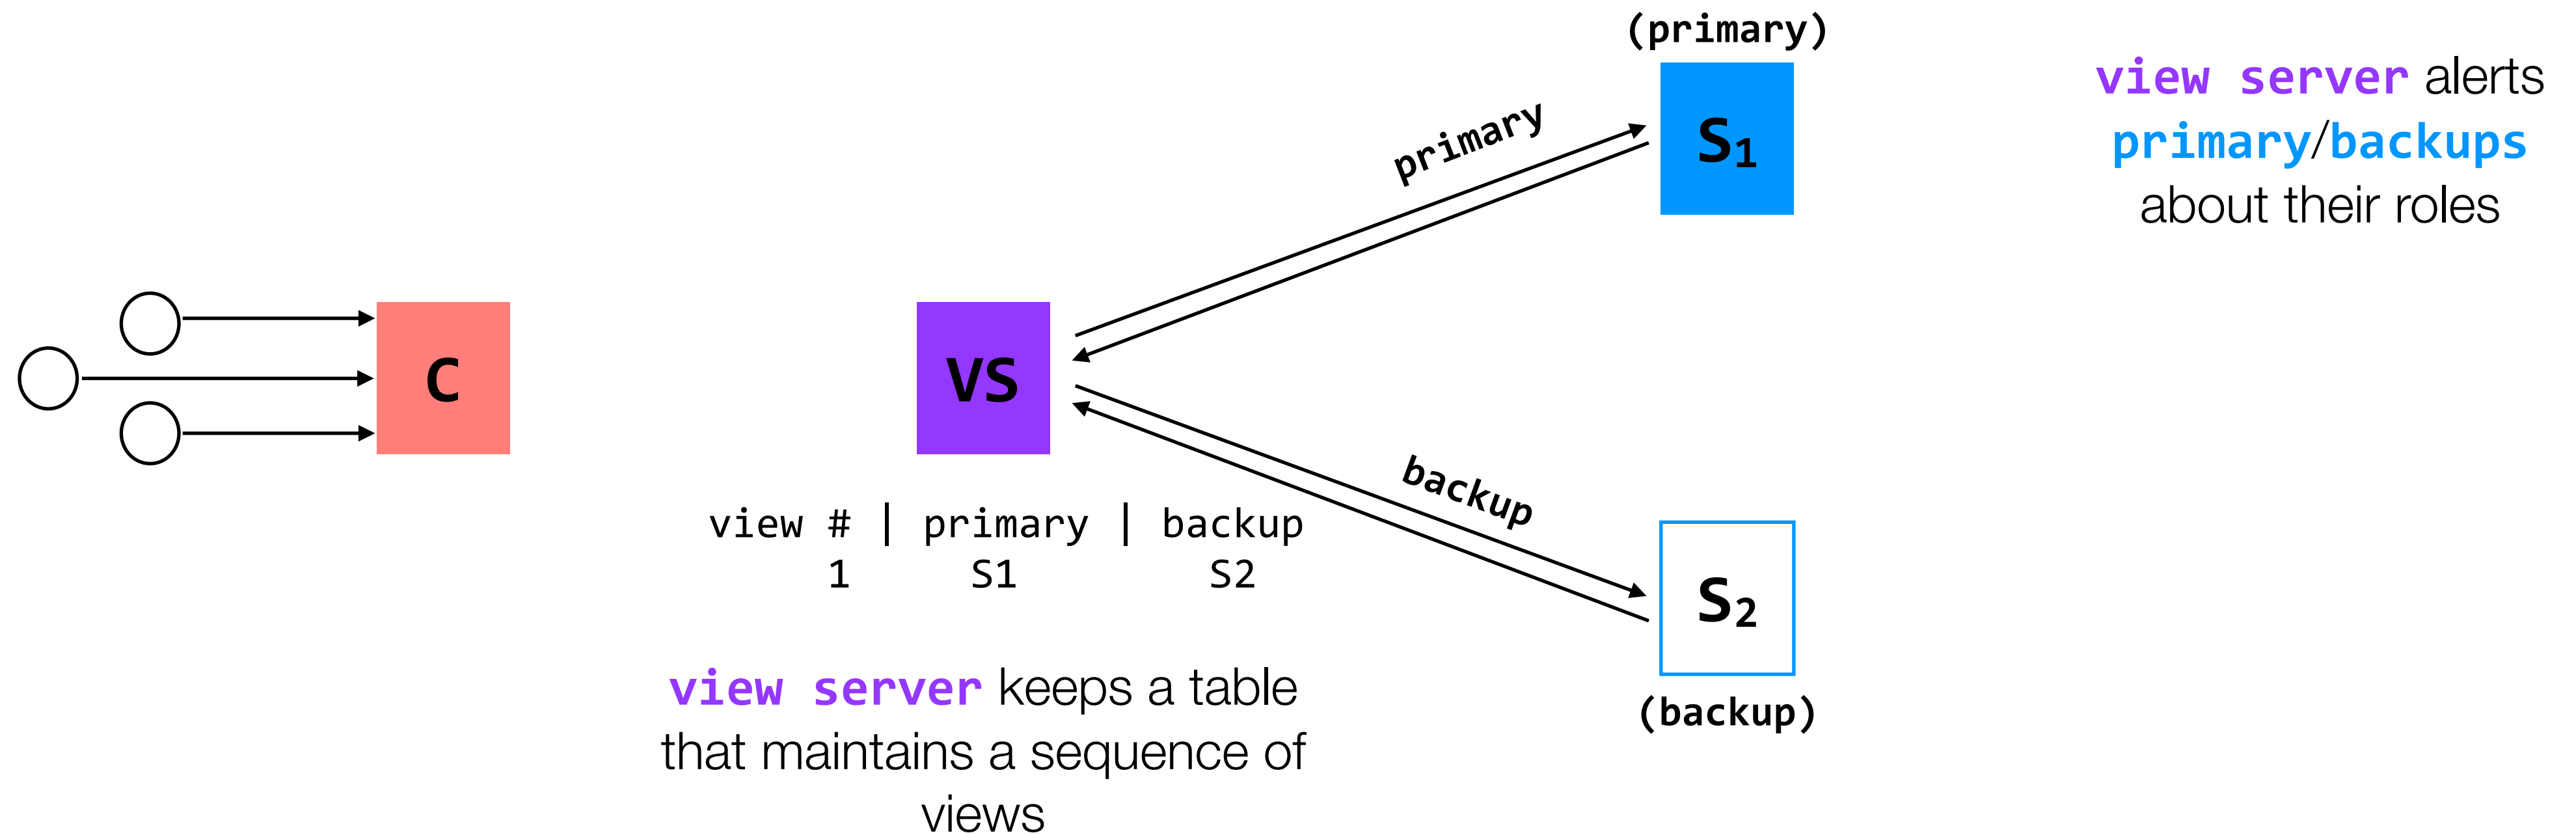 (primary)
S1
view server alerts
primary/backups
about their roles
primary
C
VS
backup
view # | primary | backup
1 S1 S2
S2
(backup)
view server keeps a table
that maintains a sequence of
views